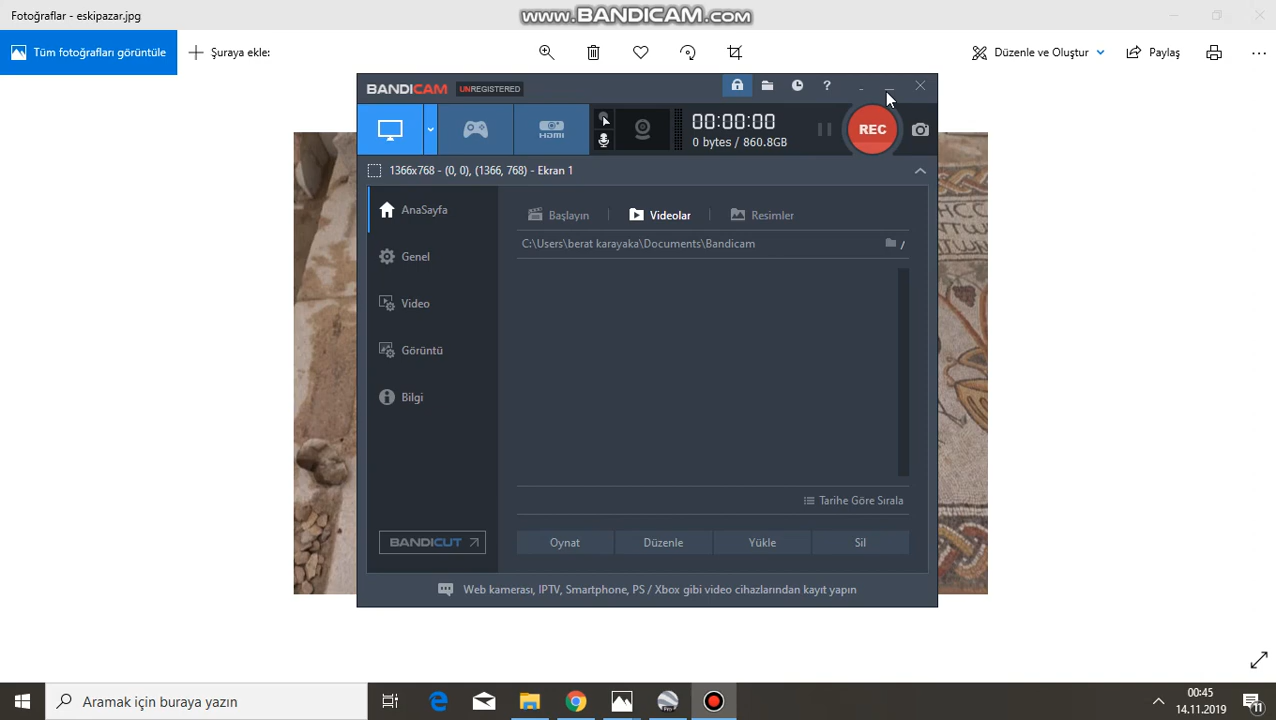 Fotoğraflar - eskipazar.jpg
www.BANDICAM.com
Tüm fotoğrafları görüntüle
Şuraya ekle:
Düzenle ve Oluştur
Paylaş
BANDICAM UNREGISTERED
?
HDMI
00:00:00
0 bytes / 860.8GB
REC
1366x768 - (0, 0), (1366, 768) - Ekran 1
AnaSayfa
Genel
Video
Görüntü
Bilgi
BANDICUT
Başlayın
Videolar
Resimler
C:\Users\berat karayaka\Documents\Bandicam
/
Tarihe Göre Sırala
Oynat
Düzenle
Yükle
Sil
Web kamerası, IPTV, Smartphone, PS / Xbox gibi video cihazlarından kayıt yapın
Aramak için buraya yazın
00:45
14.11.2019
11